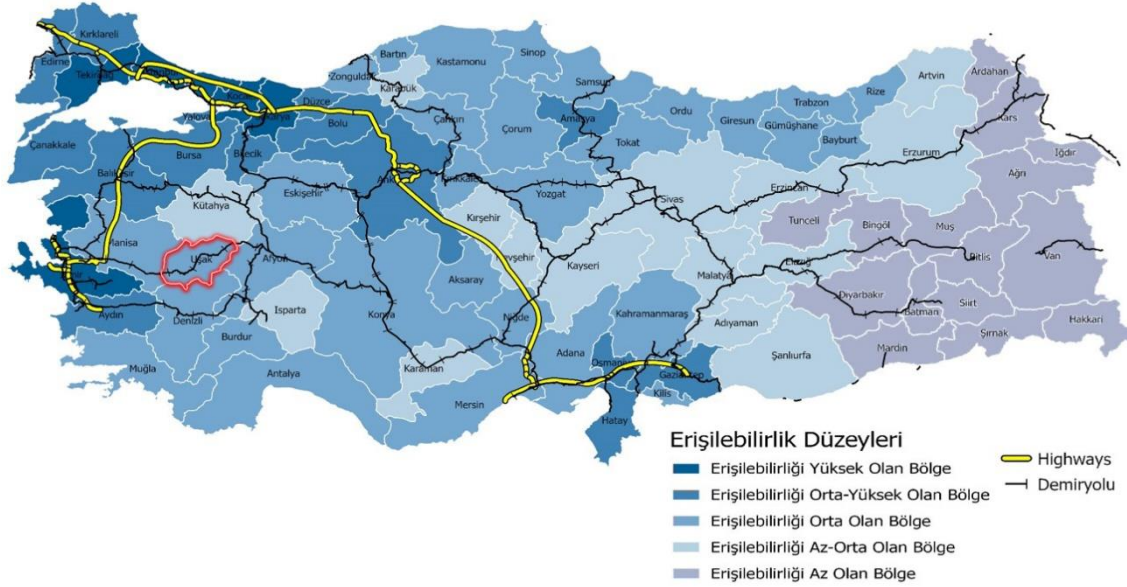 Kırklareli
Edirne
Tekirdağ
Yalova
Düzce
Bolu
Zonguldak
Bartın
Karabük
Kastamonu
Sinop
Samsun
Çankırı
Çorum
Amasya
Tokat
Ordu
Giresun
Trabzon
Gümüşhane
Bayburt
Rize
Artvin
Ardahan
Kars
Iğdır
Ağrı
Erzurum
Erzincan
Çanakkale
Balıkesir
Bursa
Bilecik
Eskişehir
Kütahya
Kırşehir
Yozgat
Sivas
Kayseri
Tunceli
Bingöl
Muş
Bitlis
Van
Manisa
Uşak
Afyon
Aksaray
Konya
Niğde
Malatya
Elazığ
Diyarbakır
Batman
Siirt
Şırnak
Hakkari
Mardin
Aydın
Denizli
Burdur
Isparta
Muğla
Antalya
Karaman
Mersin
Adana
Kahramanmaraş
Adıyaman
Şanlıurfa
Kilis
Hatay
Erişilebilirlik Düzeyleri
Erişilebilirliği Yüksek Olan Bölge
Erişilebilirliği Orta-Yüksek Olan Bölge
Erişilebilirliği Orta Olan Bölge
Erişilebilirliği Az-Orta Olan Bölge
Erişilebilirliği Az Olan Bölge
Highways
Demiryolu